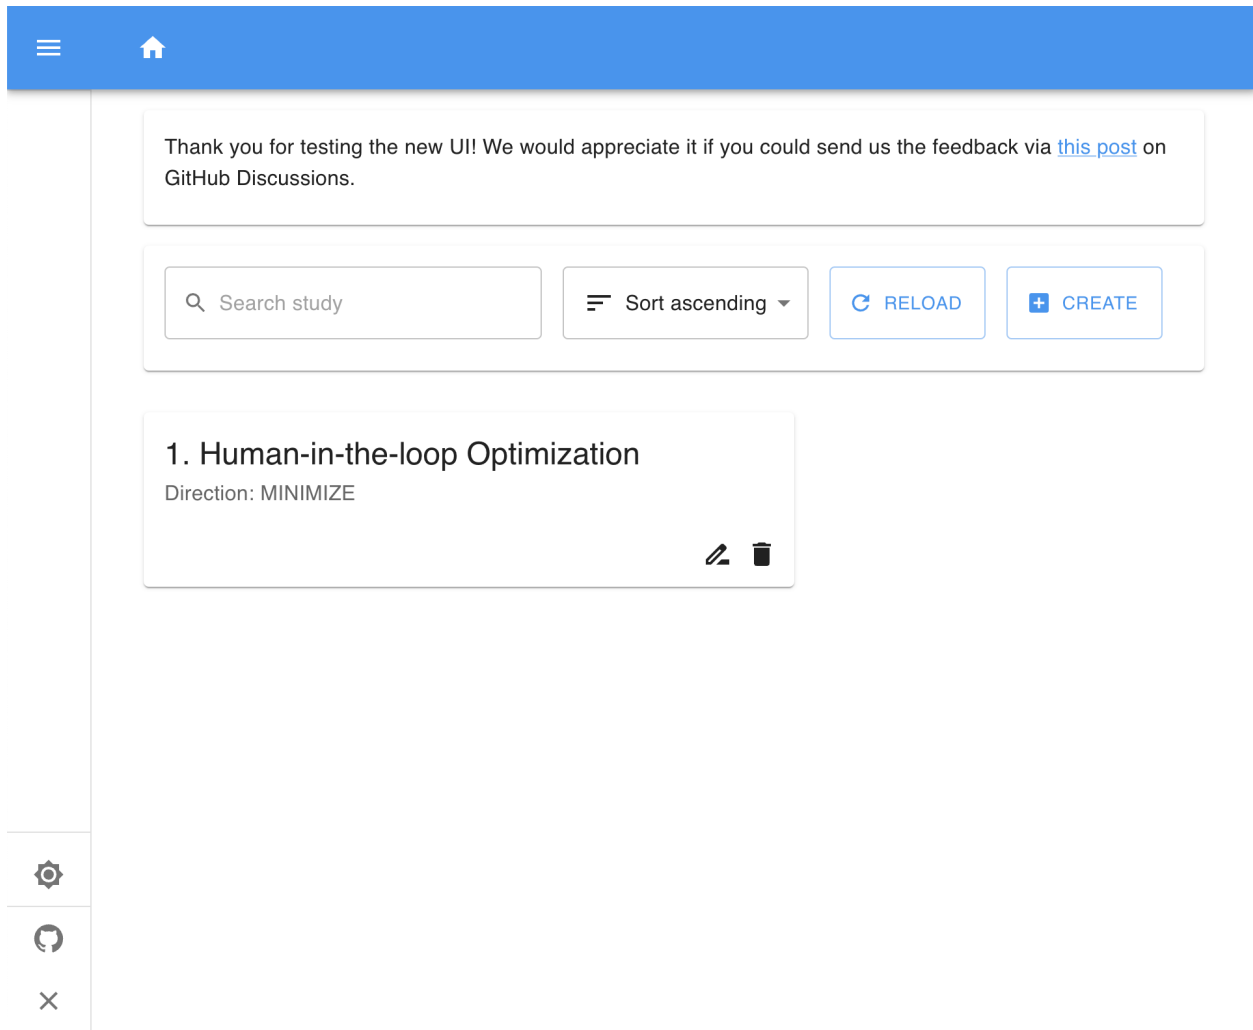 Thank you for testing the new UI! We would appreciate it if you could send us the feedback via this post on
GitHub Discussions.
Search study
Sort ascending
RELOAD
CREATE
1. Human-in-the-loop Optimization
Direction: MINIMIZE